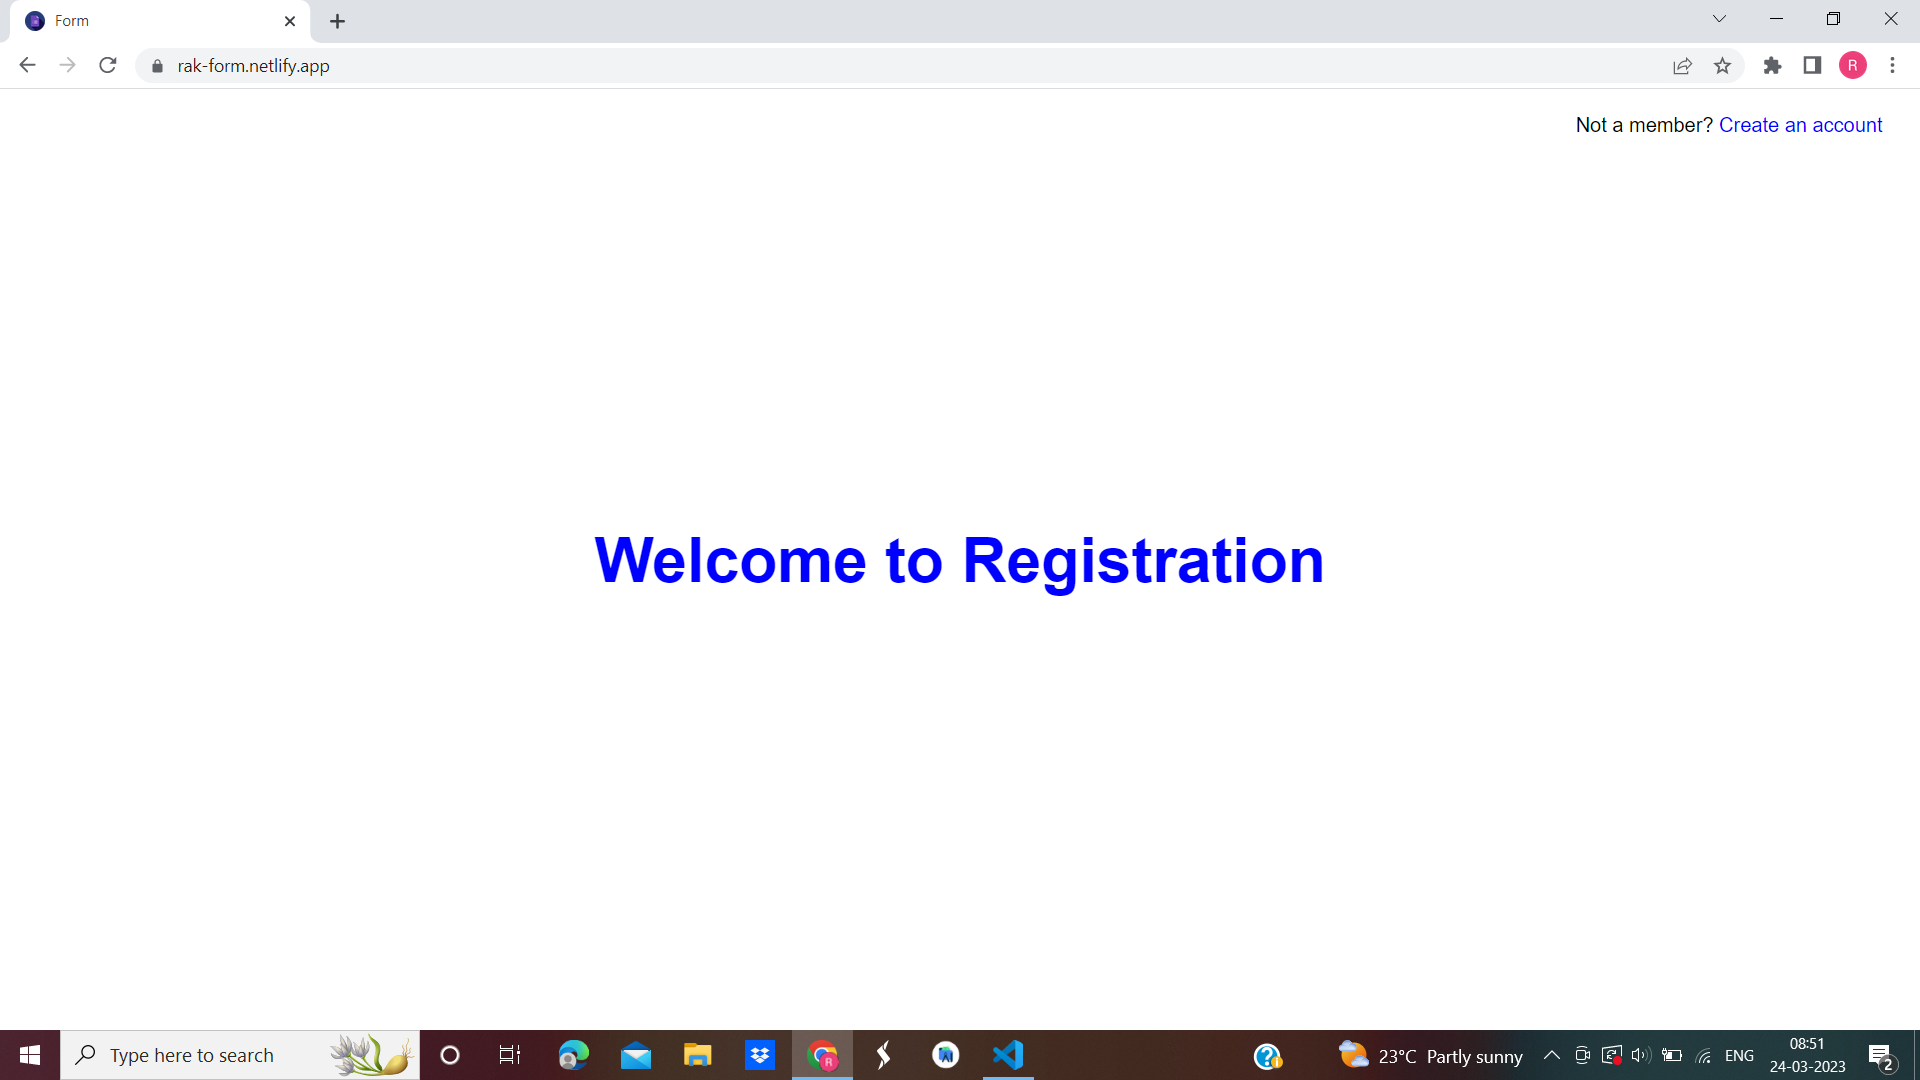 Form
rak-form.netlify.app
R
Not a member? Create an account
Welcome to Registration
Type here to search
R
23°C Partly sunny
ENG
08:51
24-03-2023
2